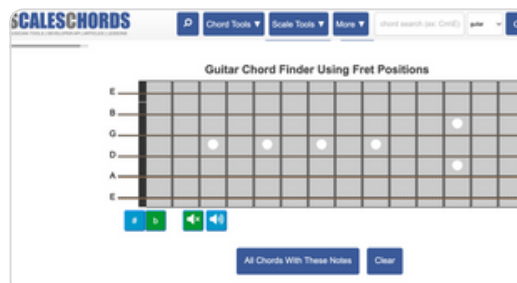 SCALESCHORDS
Chord Tools ▼
Scale Tools ▼
More ▼
chord search (ex: Cm9/E)
guitar
Guitar Chord Finder Using Fret Positions
E
B
G
D
A
E
#
b
All Chords With These Notes
Clear